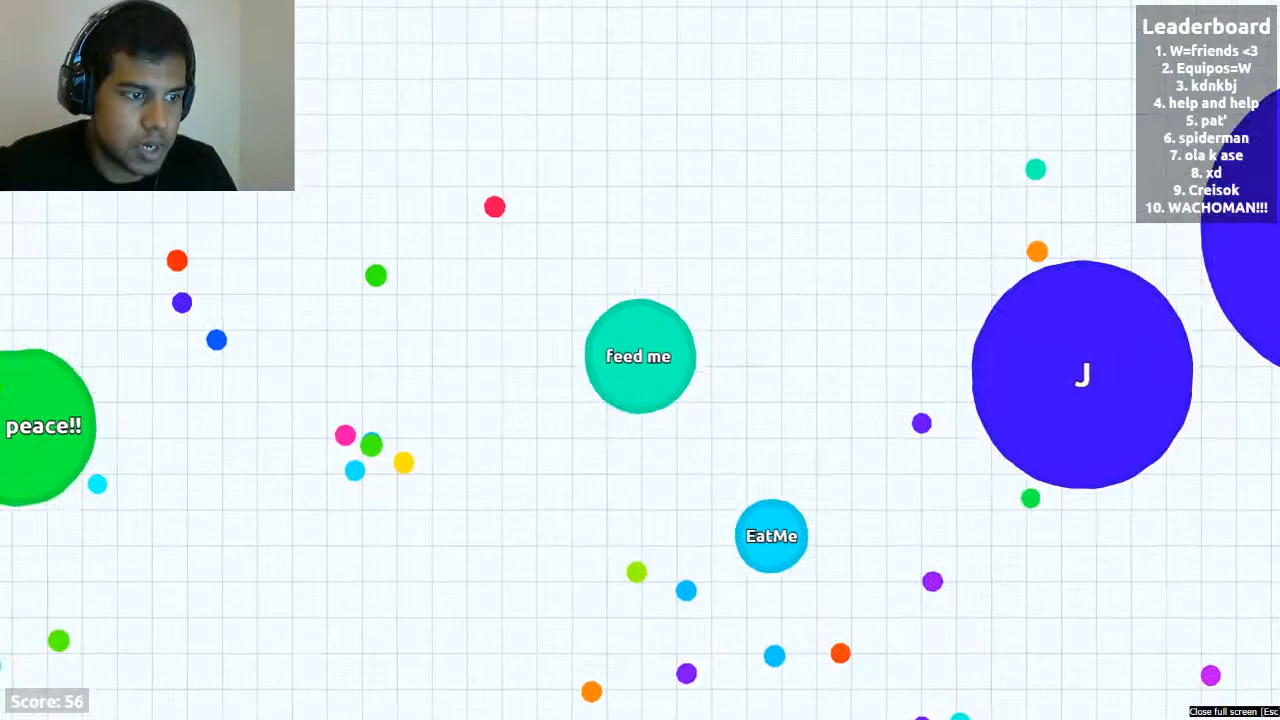 Leaderboard
1. W=friends <3
2. Equipos=W
3. kdnkbj
4. help and help
5. pat'
6. spiderman
7. ola k ase
8. xd
9. Creisok
10. WACHOMAN!!!
feed me
J
peace!!
EatMe
Score: 56
Close full screen [Esc